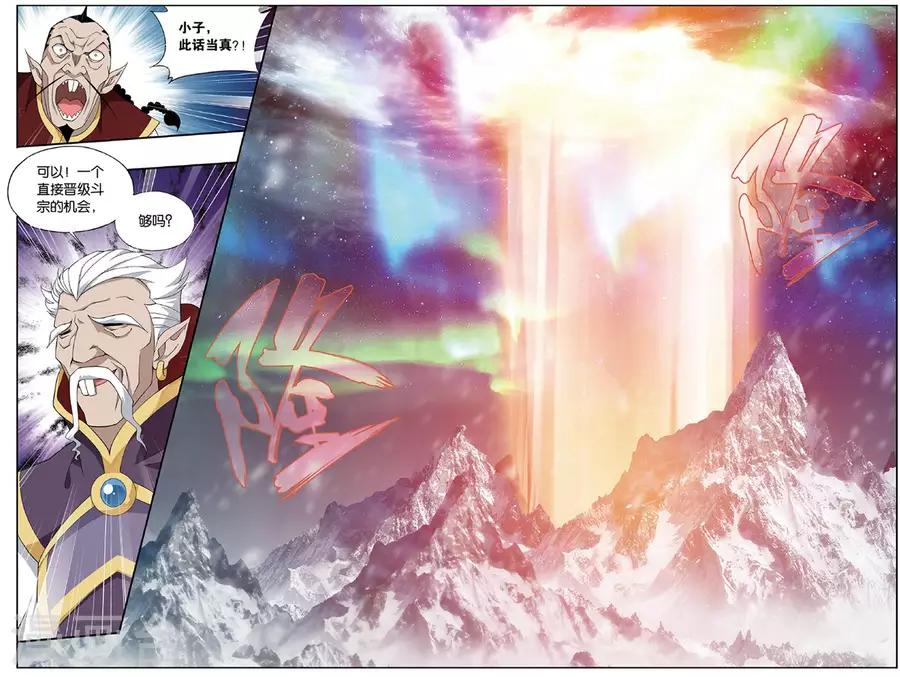 小子，
此话当真？！
可以！一个
直接晋级斗
宗的机会，
够吗？
隆
隆